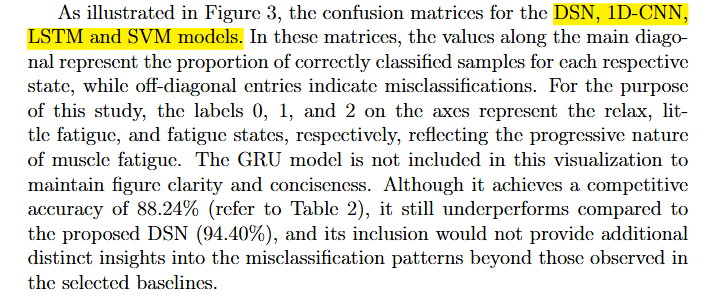 As illustrated in Figure 3, the confusion matrices for the DSN, 1D-CNN,
LSTM and SVM models. In these matrices, the values along the main diago-
nal represent the proportion of correctly classified samples for each respective
state, while off-diagonal entries indicate misclassifications. For the purpose
of this study, the labels 0, 1, and 2 on the axes represent the relax, lit-
tle fatigue, and fatigue states, respectively, reflecting the progressive nature
of muscle fatigue. The GRU model is not included in this visualization to
maintain figure clarity and conciseness. Although it achieves a competitive
accuracy of 88.24% (refer to Table 2), it still underperforms compared to
the proposed DSN (94.40%), and its inclusion would not provide additional
distinct insights into the misclassification patterns beyond those observed in
the selected baselines.